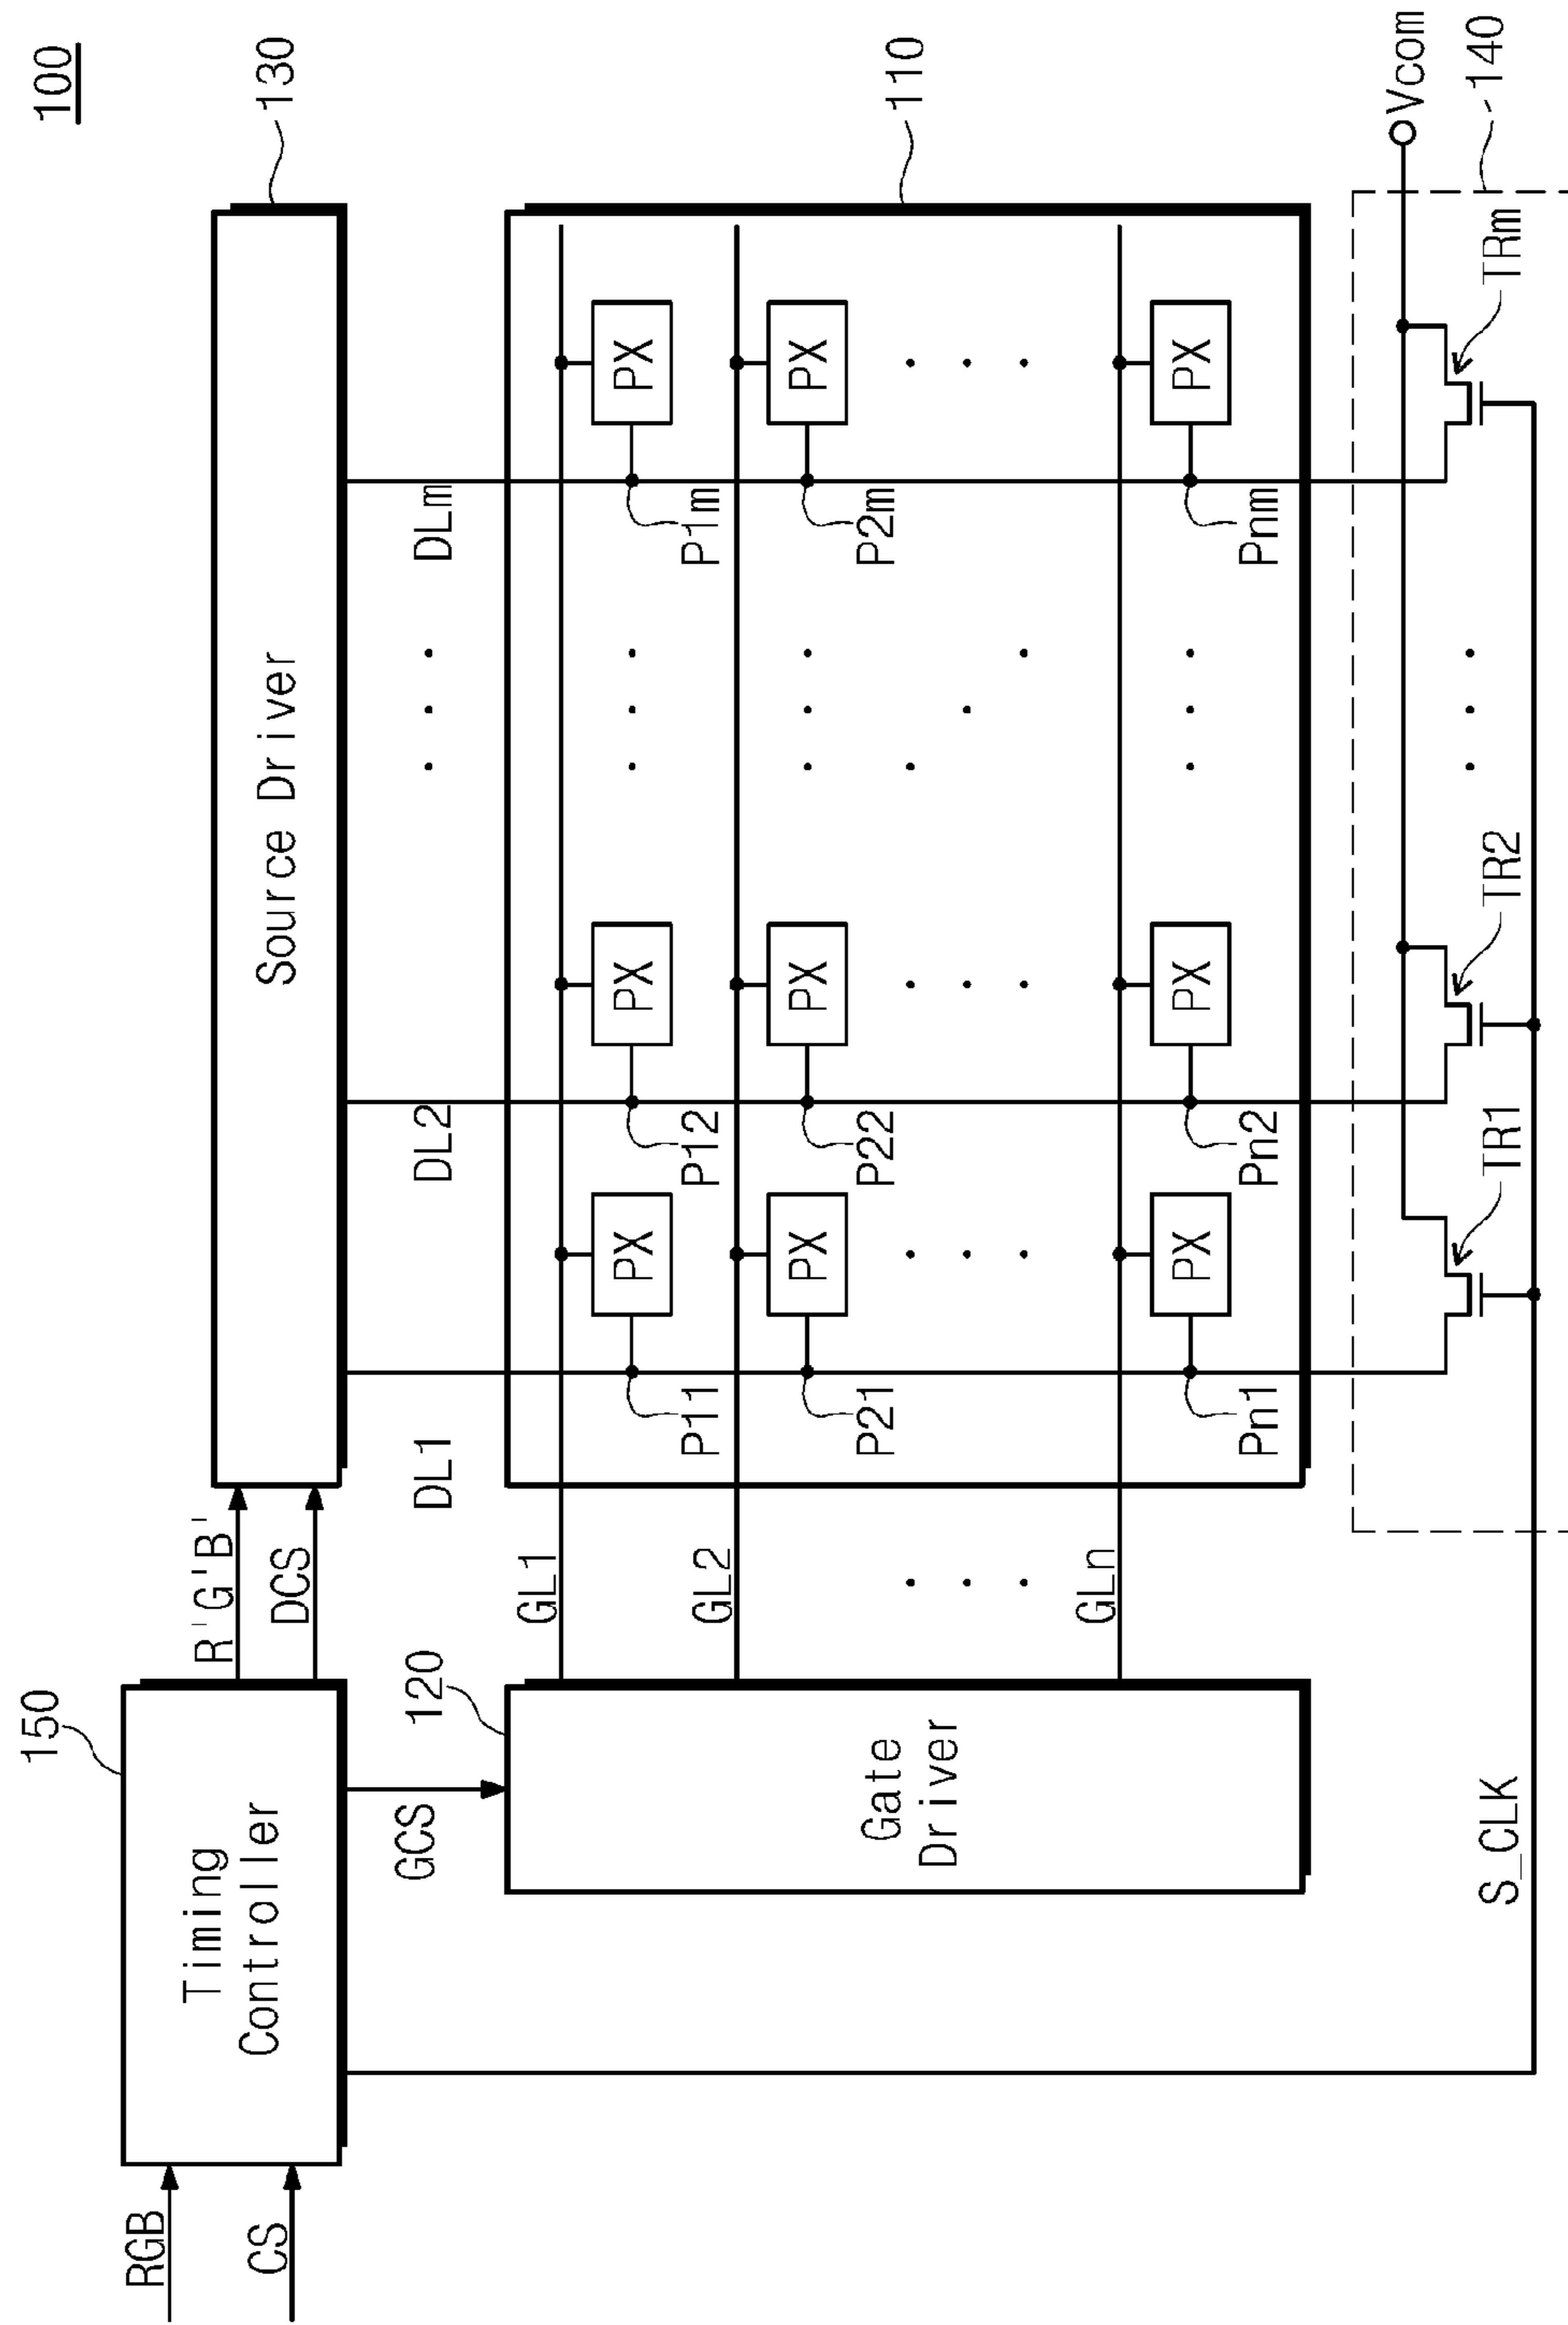 100
150
RGB
CS
Timing
Controller
R'G'B'
DCS
Source Driver
130
GCS
120
DL1
DL2
DLm
110
GL1
GL2
GLn
Gate
Driver
PX
PX
PX
P11
P12
P1m
PX
PX
PX
P21
P22
P2m
PX
PX
PX
Pn1
Pn2
Pnm
Vcom
140
TR1
TR2
TRm
S_CLK